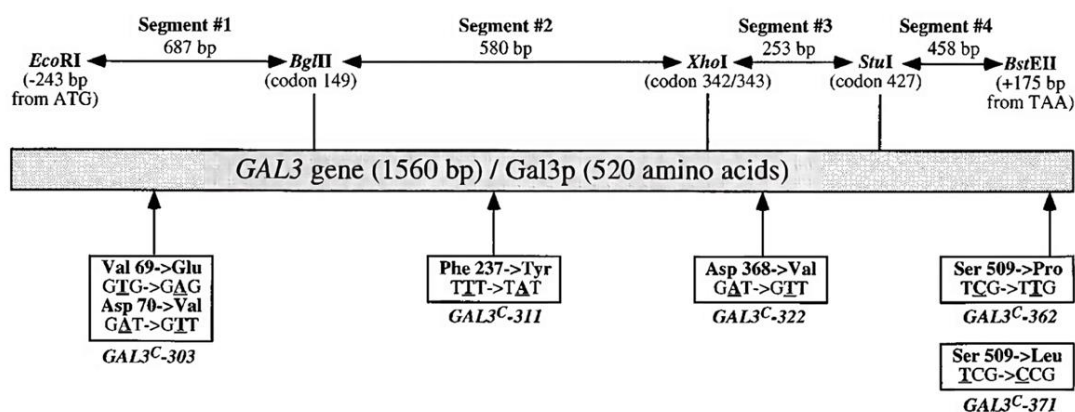 Segment #1
687 bp
Segment #2
580 bp
Segment #3
253 bp
Segment #4
458 bp
EcoRI
(-243 bp
from ATG)
BglII
(codon 149)
XhoI
(codon 342/343)
StuI
(codon 427)
BstEII
(+175 bp
from TAA)
GAL3 gene (1560 bp) / Gal3p (520 amino acids)
Val 69->Glu
GTG->GAG
Asp 70->Val
GAT->GTT
GAL3C-303
Phe 237->Tyr
TTT->TAT
GAL3C-311
Asp 368->Val
GAT->GTT
GAL3C-322
Ser 509->Pro
TCG->TTG
GAL3C-362
Ser 509->Leu
TCG->CCG
GAL3C-371